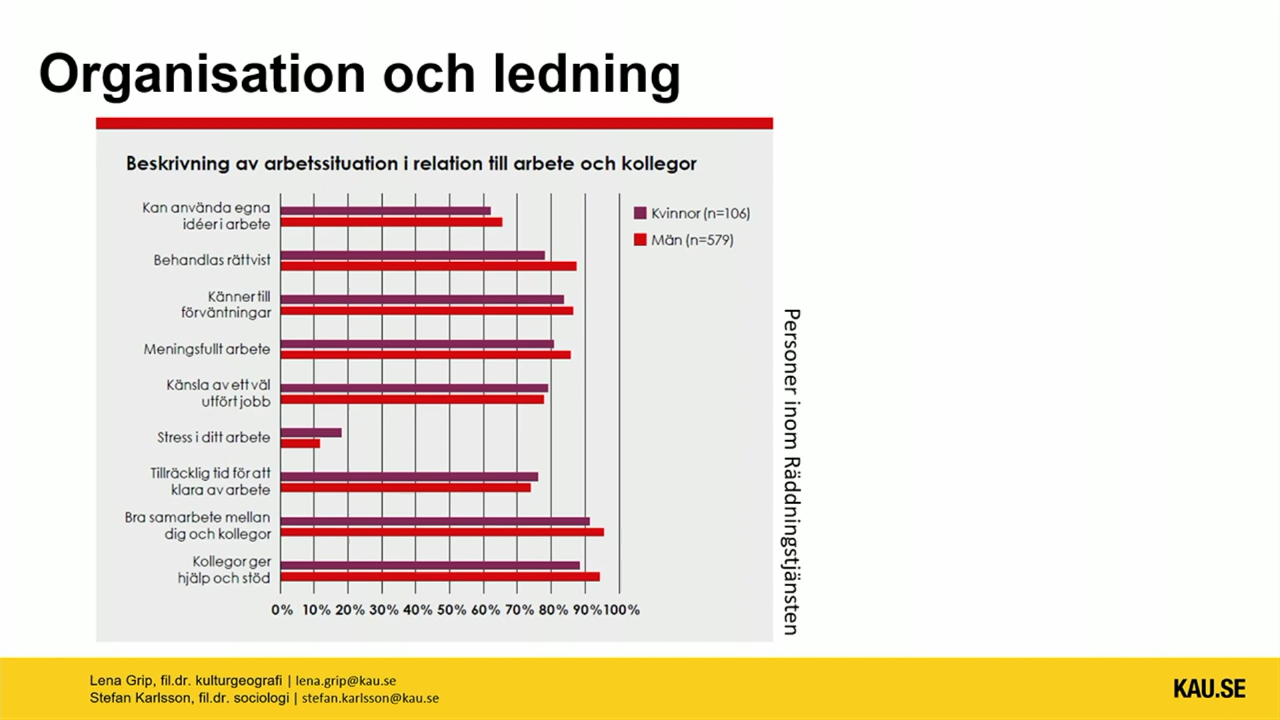 Organisation och ledning
Beskrivning av arbetssituation i relation till arbete och kollegor
Kan använda egna
idéer i arbete
Behandlas rättvist
Känner till
förväntningar
Meningsfullt arbete
Känsla av ett väl
utfört jobb
Stress i ditt arbete
Tillräcklig tid för att
klara av arbete
Bra samarbete mellan
dig och kollegor
Kollegor ger
hjälp och stöd
0% 10% 20% 30% 40% 50% 60% 70% 80% 90% 100%
Kvinnor (n=106)
Män (n=579)
Personer inom Räddningstjänsten
Lena Grip, fil.dr. kulturgeografi | lena.grip@kau.se
Stefan Karlsson, fil.dr. sociologi | stefan.karlsson@kau.se
KAU.SE